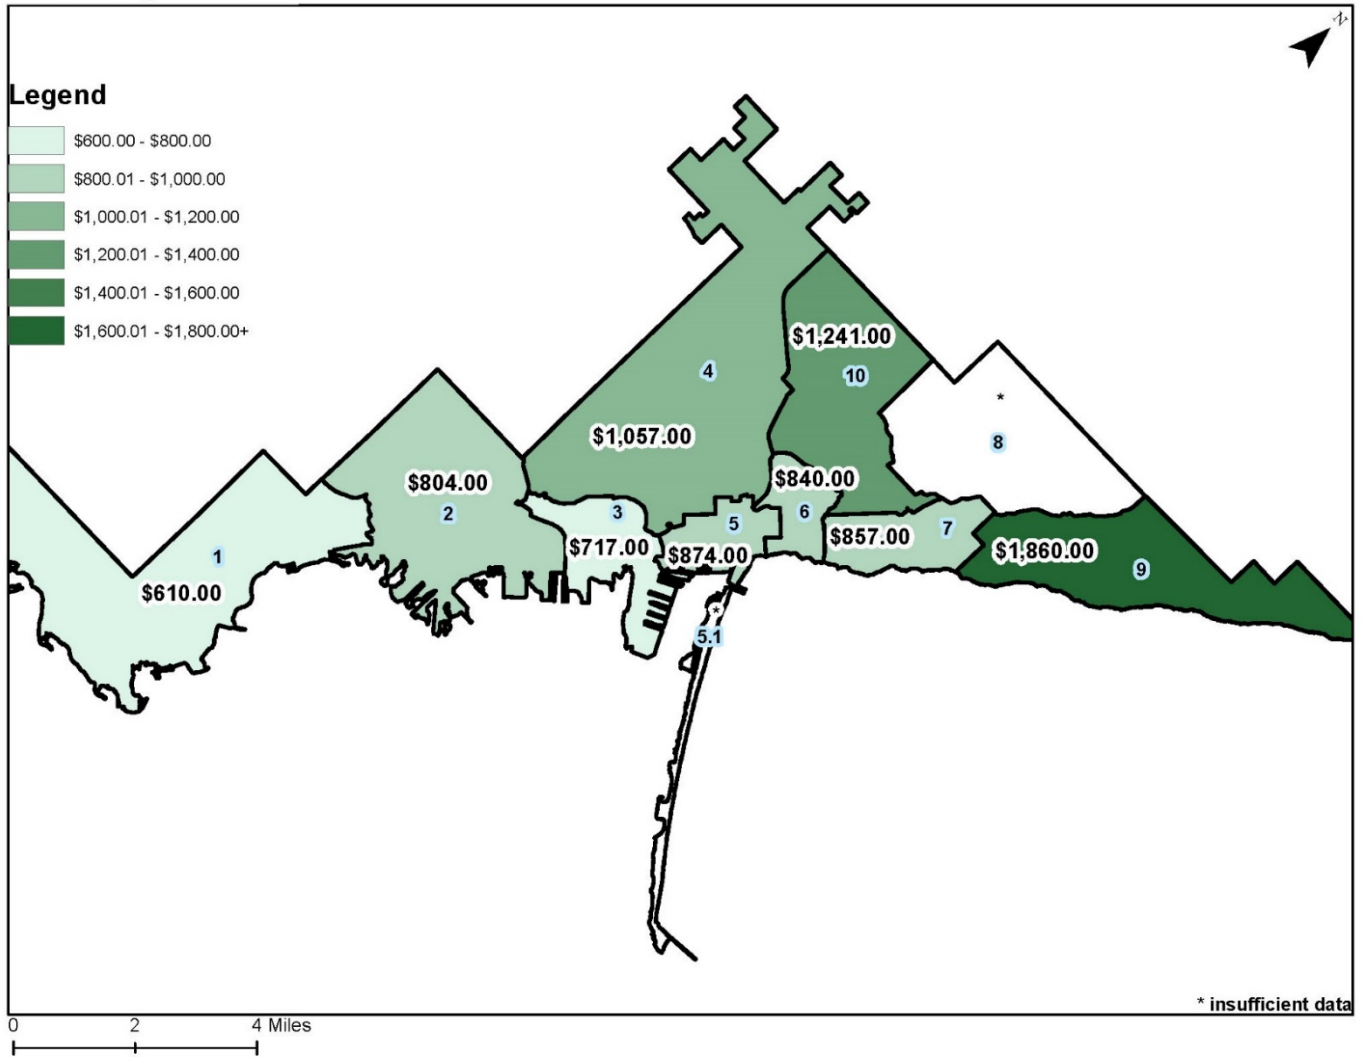 N
Legend
$600.00 - $800.00
$800.01 - $1,000.00
$1,000.01 - $1,200.00
$1,200.01 - $1,400.00
$1,400.01 - $1,600.00
$1,600.01 - $1,800.00+
$1,241.00
4
10
*
$1,057.00
8
$804.00
$840.00
2
3
5
6
7
$857.00
$717.00
$874.00
$1,860.00
1
9
$610.00
*
5.1
* insufficient data
0 2 4 Miles